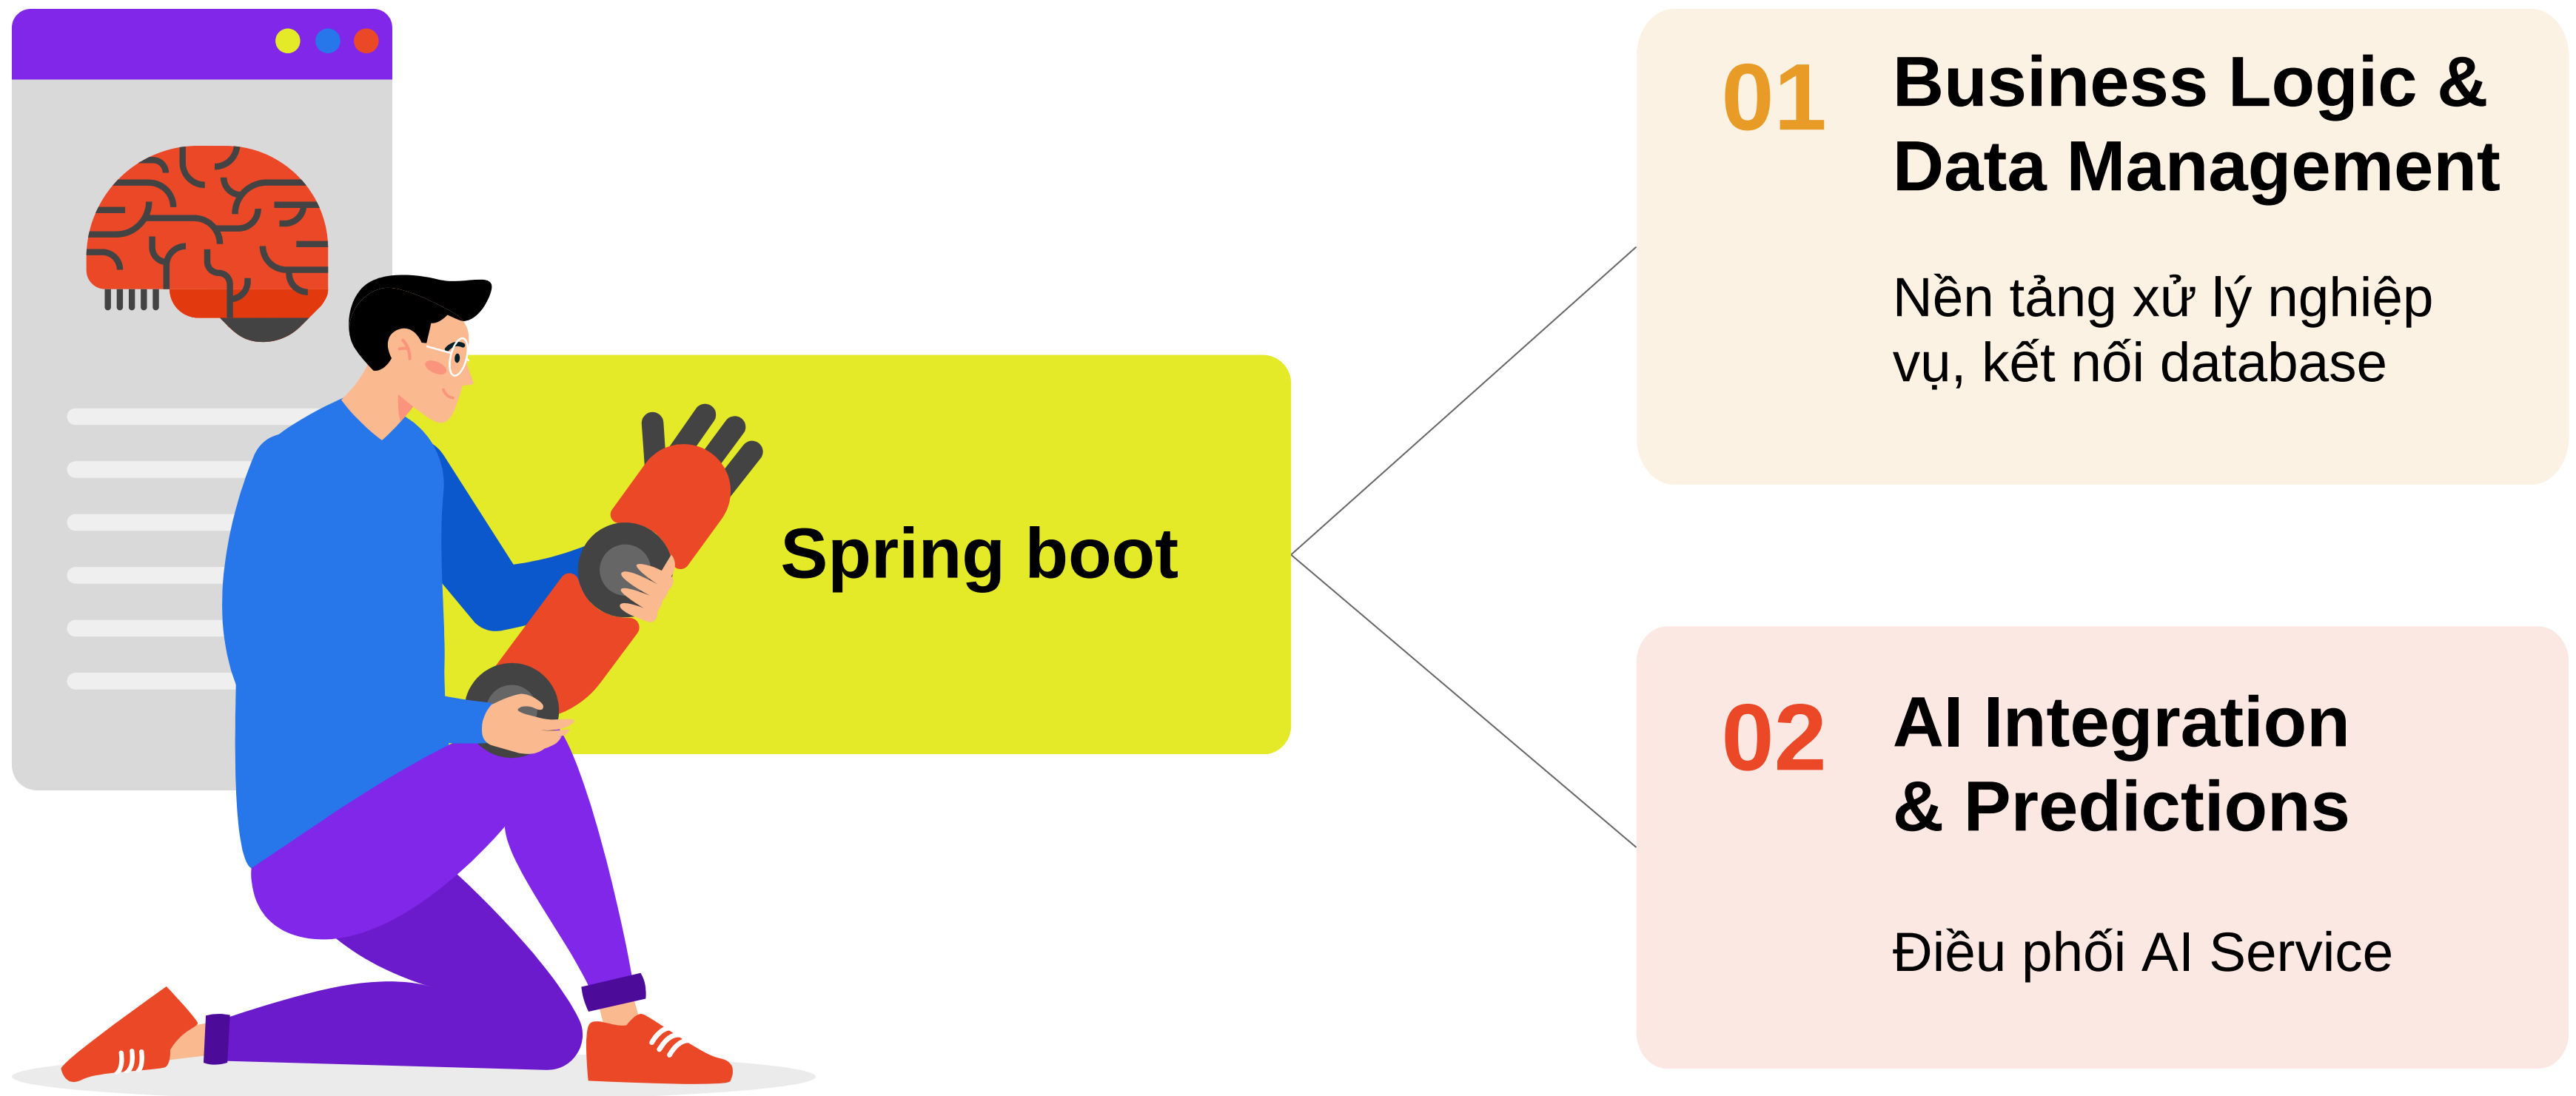 Spring boot
01
Business Logic &
Data Management
Nền tảng xử lý nghiệp
vụ, kết nối database
02
AI Integration
& Predictions
Điều phối AI Service